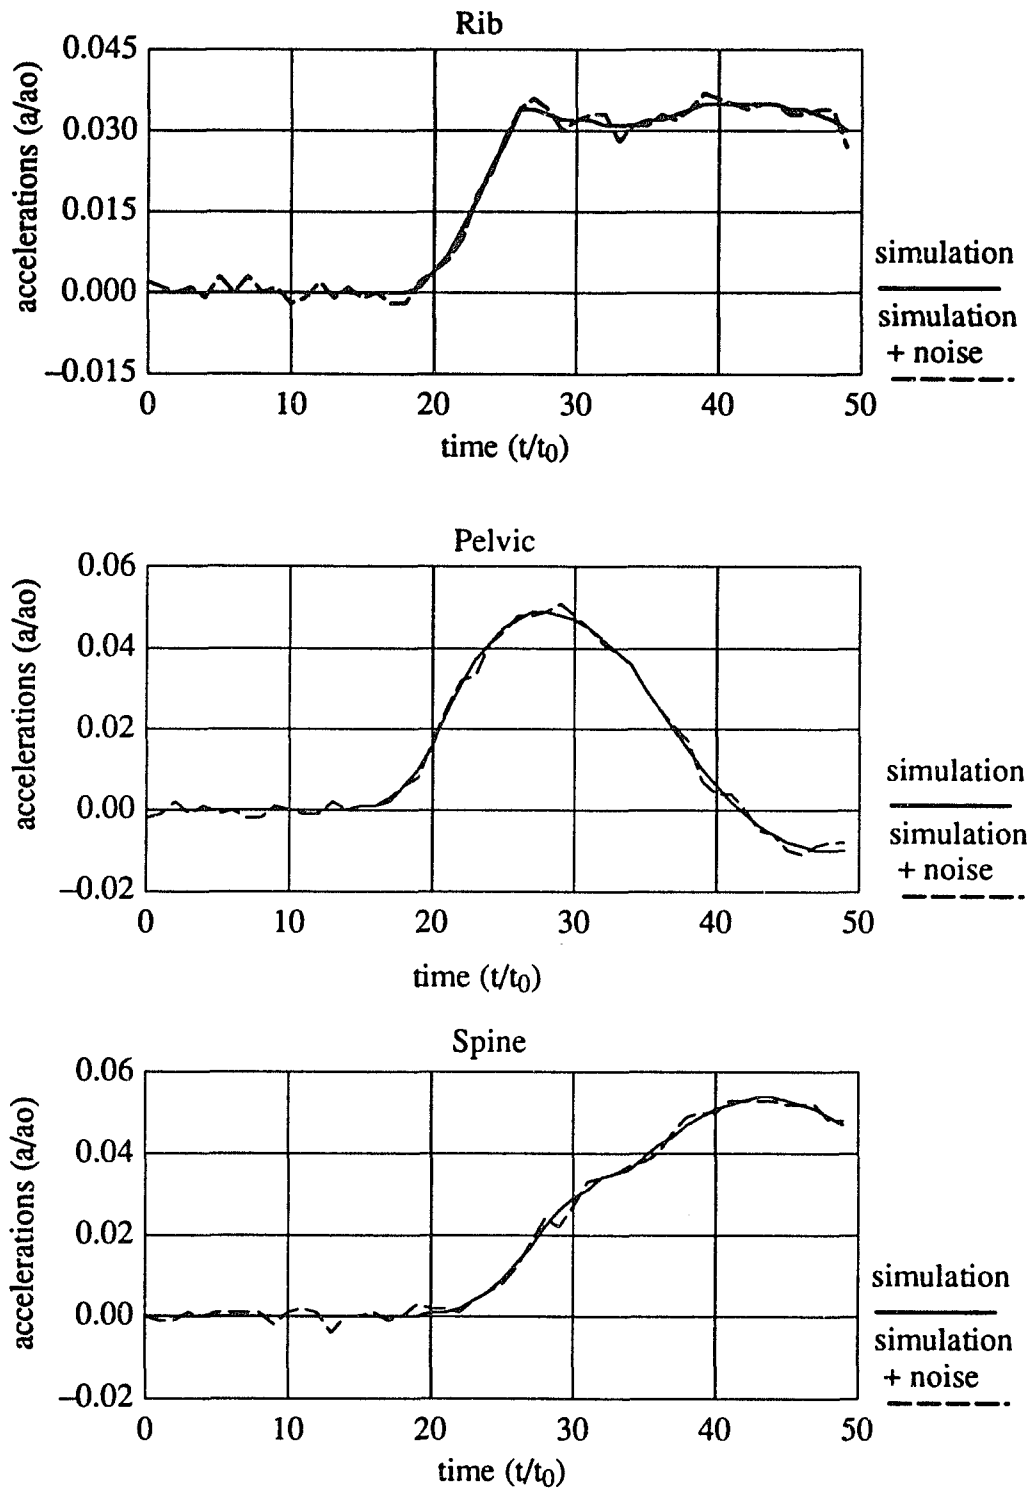 Rib
accelerations (a/ao)
0.045
0.030
0.015
0.000
–0.015
0
10
20
30
40
50
time (t/t0)
simulation
simulation
+ noise
Pelvic
accelerations (a/ao)
0.06
0.04
0.02
0.00
–0.02
0
10
20
30
40
50
time (t/t0)
simulation
simulation
+ noise
Spine
accelerations (a/ao)
0.06
0.04
0.02
0.00
–0.02
0
10
20
30
40
50
time (t/t0)
simulation
simulation
+ noise